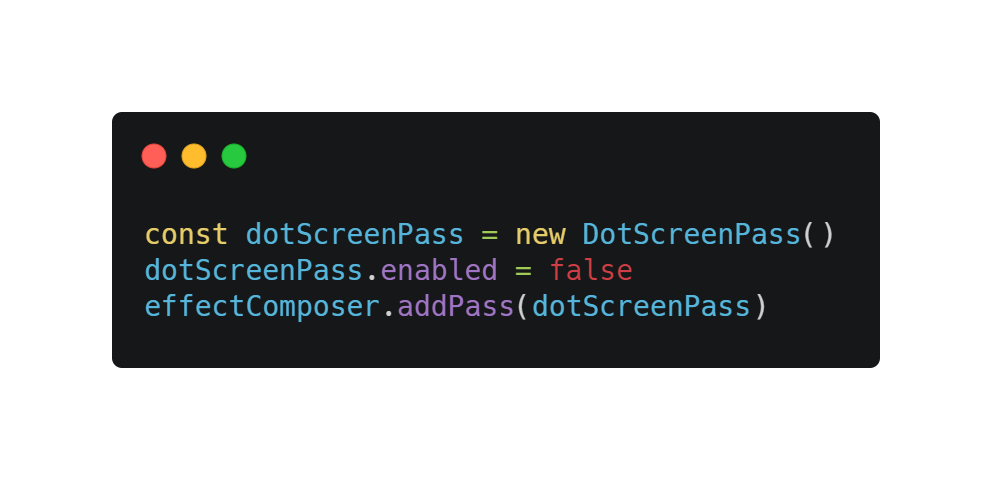 const dotScreenPass = new DotScreenPass()
dotScreenPass.enabled = false
effectComposer.addPass(dotScreenPass)